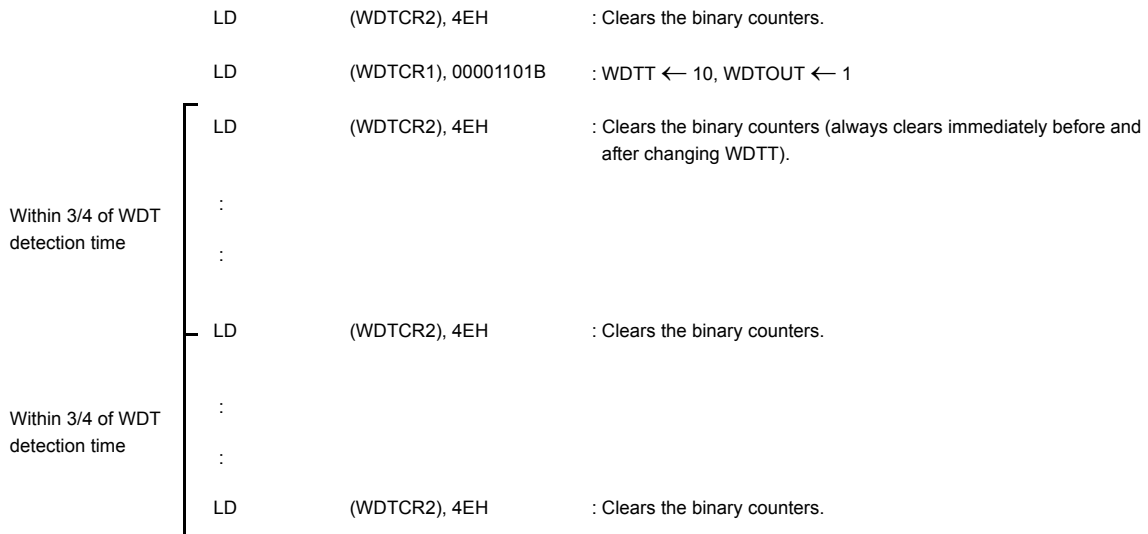 LD (WDTCR2), 4EH : Clears the binary counters.
LD (WDTCR1), 00001101B : WDTT ← 10, WDTOUT ← 1
LD (WDTCR2), 4EH : Clears the binary counters (always clears immediately before and
after changing WDTT).
Within 3/4 of WDT
detection time
:
:
LD (WDTCR2), 4EH : Clears the binary counters.
Within 3/4 of WDT
detection time
:
:
LD (WDTCR2), 4EH : Clears the binary counters.